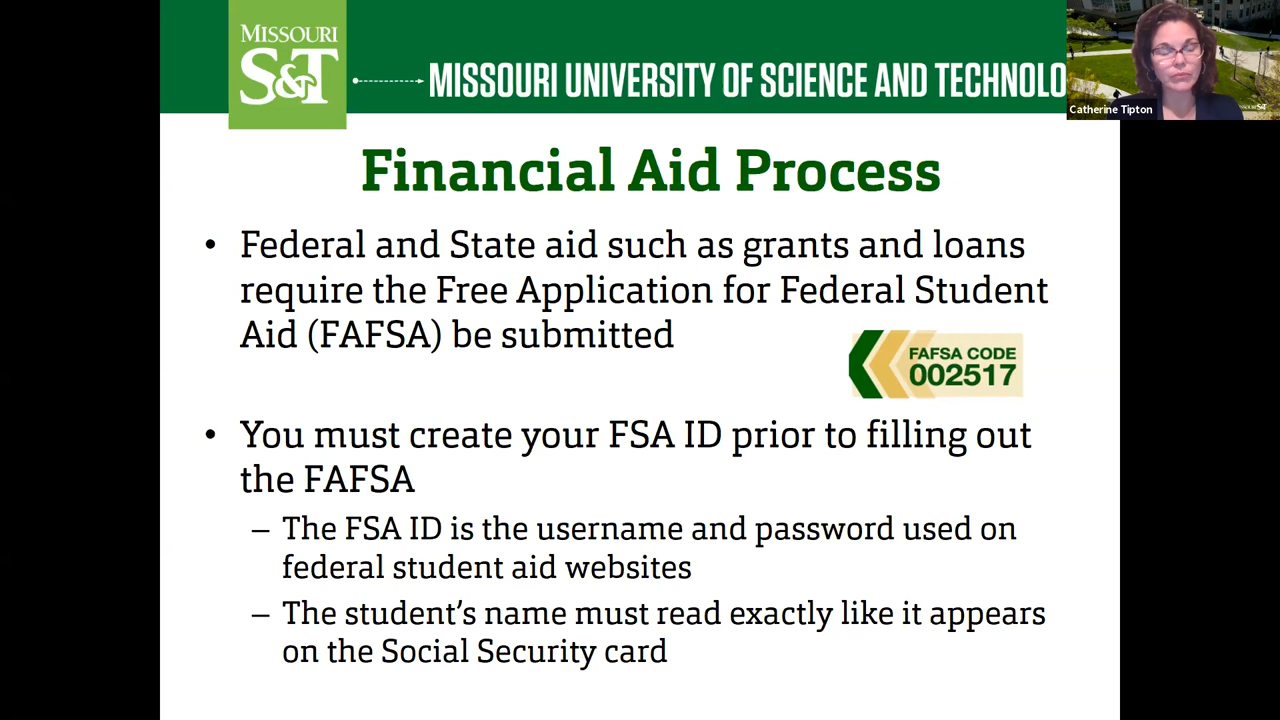 MISSOURI
S&T
MISSOURI UNIVERSITY OF SCIENCE AND TECHNOLO
Catherine Tipton
Financial Aid Process
• Federal and State aid such as grants and loans
require the Free Application for Federal Student
Aid (FAFSA) be submitted
FAFSA CODE
002517
• You must create your FSA ID prior to filling out
the FAFSA
– The FSA ID is the username and password used on
federal student aid websites
– The student's name must read exactly like it appears
on the Social Security card